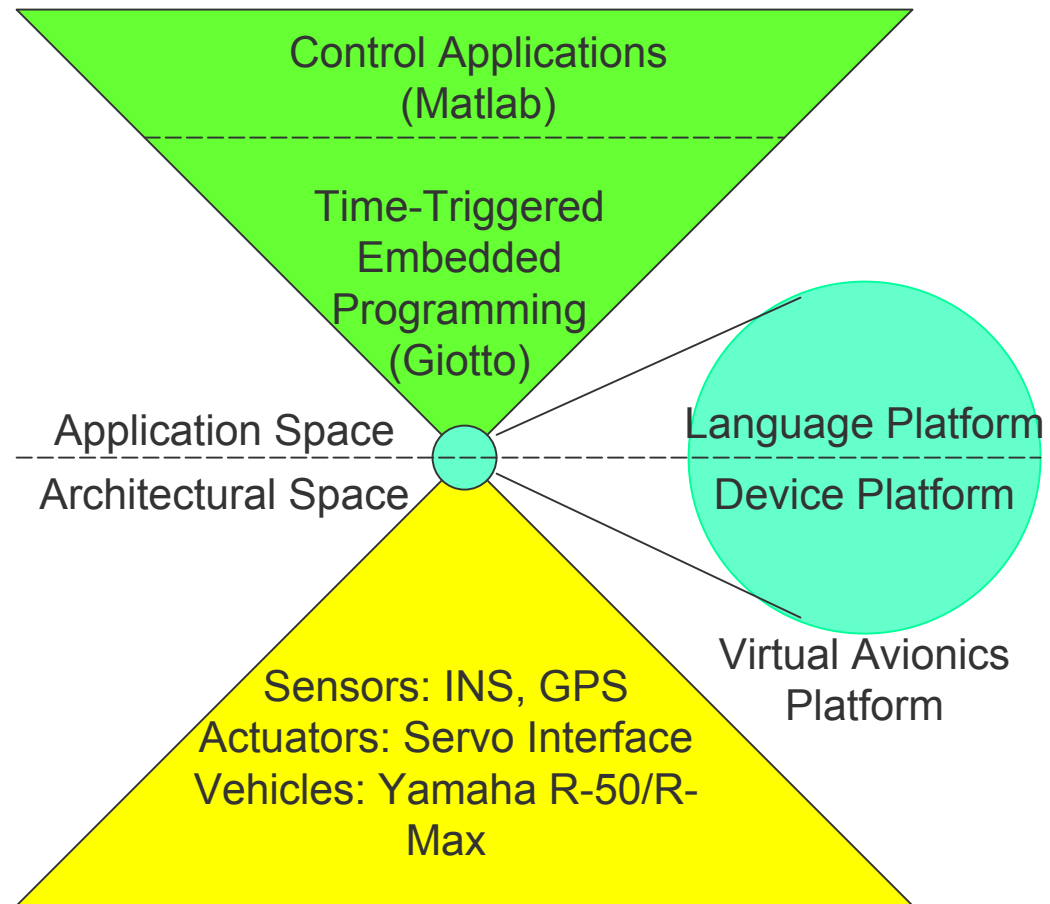 Control Applications
(Matlab)
Time-Triggered
Embedded
Programming
(Giotto)
Application Space
Language Platform
Architectural Space
Device Platform
Virtual Avionics
Platform
Sensors: INS, GPS
Actuators: Servo Interface
Vehicles: Yamaha R-50/R-
Max